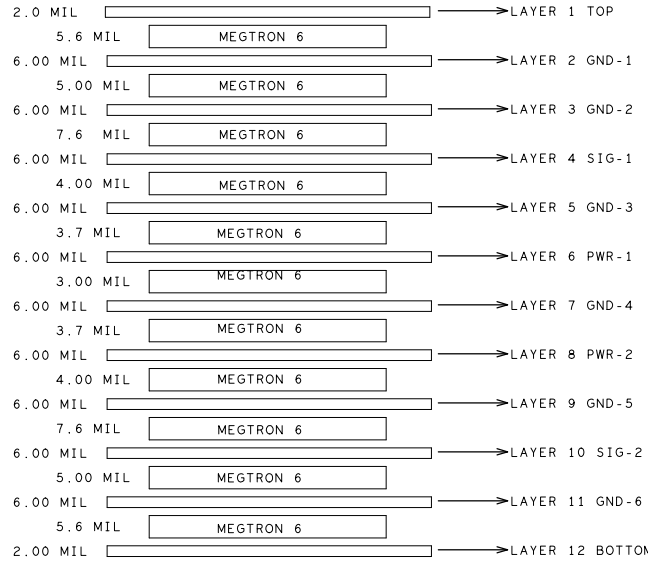 2.0 MIL LAYER 1 TOP
5.6 MIL MEGTRON 6
6.00 MIL LAYER 2 GND-1
5.00 MIL MEGTRON 6
6.00 MIL LAYER 3 GND-2
7.6 MIL MEGTRON 6
6.00 MIL LAYER 4 SIG-1
4.00 MIL MEGTRON 6
6.00 MIL LAYER 5 GND-3
3.7 MIL MEGTRON 6
6.00 MIL LAYER 6 PWR-1
3.00 MIL MEGTRON 6
6.00 MIL LAYER 7 GND-4
3.7 MIL MEGTRON 6
6.00 MIL LAYER 8 PWR-2
4.00 MIL MEGTRON 6
6.00 MIL LAYER 9 GND-5
7.6 MIL MEGTRON 6
6.00 MIL LAYER 10 SIG-2
5.00 MIL MEGTRON 6
6.00 MIL LAYER 11 GND-6
5.6 MIL MEGTRON 6
2.00 MIL LAYER 12 BOTTOM